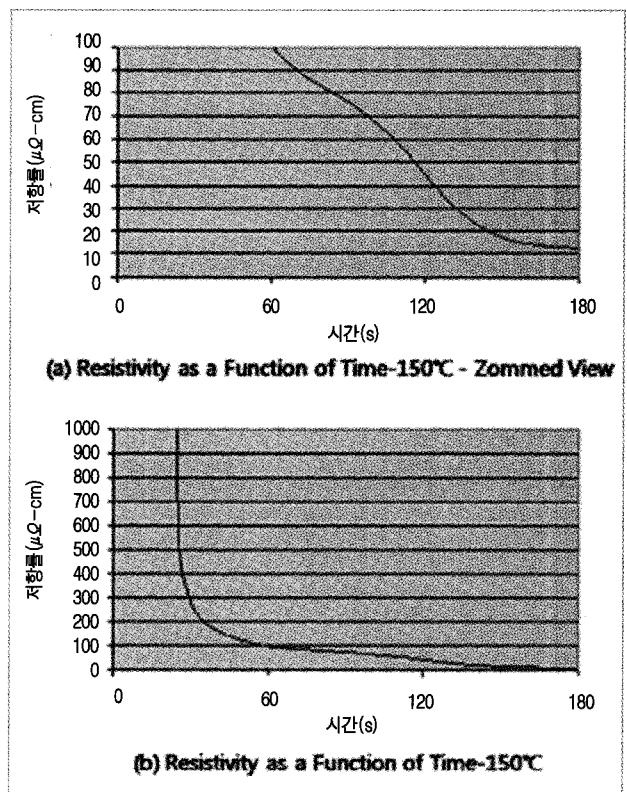 100
90
80
70
60
50
40
30
20
10
0
저항률(μΩ-cm)
0 60 120 180
시간(s)
(a) Resistivity as a Function of Time-150℃ - Zommed View
1000
900
800
700
600
500
400
300
200
100
0
저항률(μΩ-cm)
0 60 120 180
시간(s)
(b) Resistivity as a Function of Time-150℃